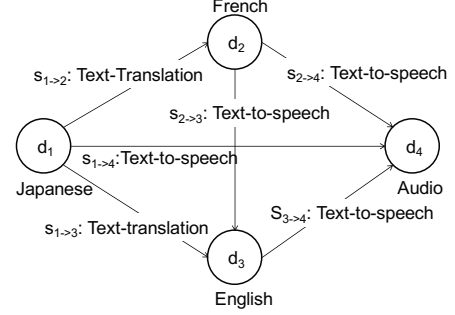 French
d2
s1->2: Text-Translation
s2->4: Text-to-speech
s2->3: Text-to-speech
d1
d4
s1->4:Text-to-speech
Japanese
Audio
S3->4: Text-to-speech
s1->3: Text-translation
d3
English